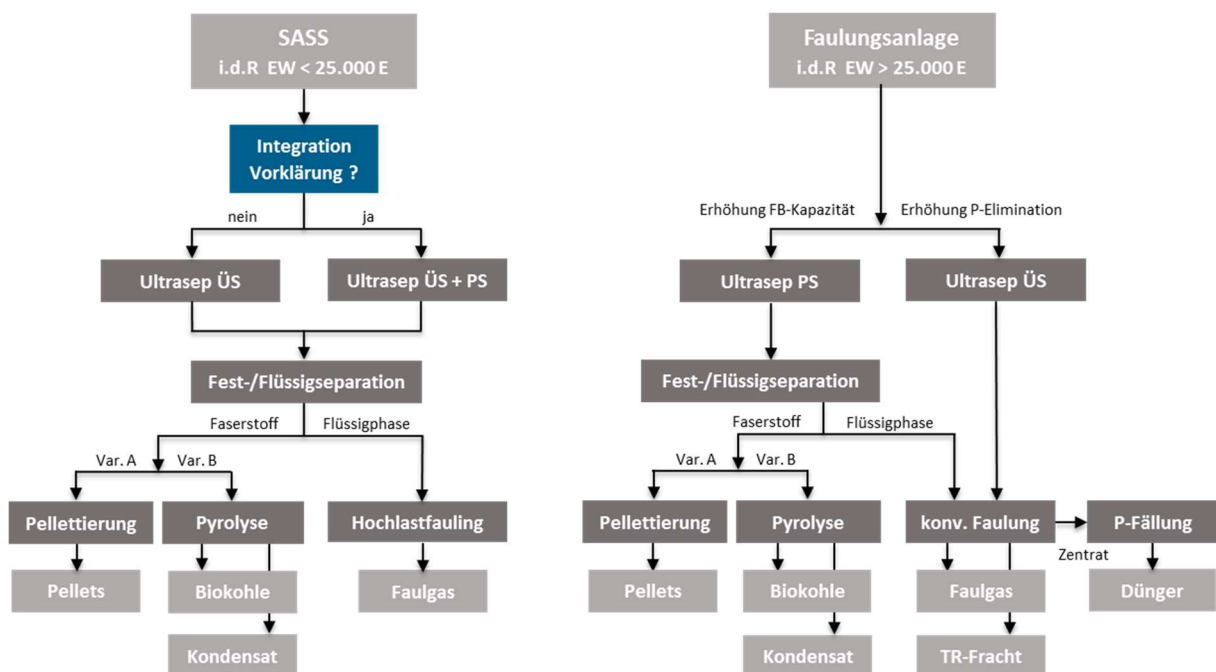 SASS
i.d.R EW < 25.000 E
Integration
Vorklärung ?
nein
ja
Ultrasep ÜS
Ultrasep ÜS + PS
Fest-/Flüssigseparation
Faserstoff
Flüssigphase
Var. A
Var. B
Pellettierung
Pyrolyse
Hochlastfauling
Pellets
Biokohle
Faulgas
Kondensat
Faulungsanlage
i.d.R EW > 25.000 E
Erhöhung FB-Kapazität
Erhöhung P-Elimination
Ultrasep PS
Ultrasep ÜS
Fest-/Flüssigseparation
Faserstoff
Flüssigphase
Var. A
Var. B
Pellettierung
Pyrolyse
konv. Faulung
P-Fällung
Zentrat
Pellets
Biokohle
Faulgas
Dünger
Kondensat
TR-Fracht